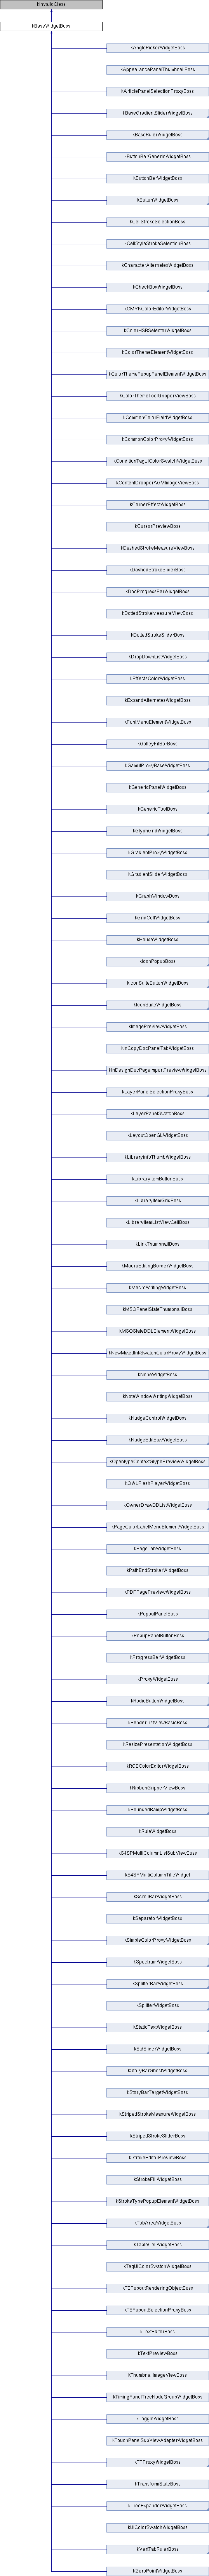 kInvalidClass
kBaseWidgetBoss
kAnglePickerWidgetBoss
kAppearancePanelThumbnailBoss
kArticlePanelSelectionProxyBoss
kBaseGradientSliderWidgetBoss
kBaseRulerWidgetBoss
kButtonBarGenericWidgetBoss
kButtonBarWidgetBoss
kButtonWidgetBoss
kCellStrokeSelectionBoss
kCellStyleStrokeSelectionBoss
kCharacterAlternatesWidgetBoss
kCheckBoxWidgetBoss
kCMYKColorEditorWidgetBoss
kColorHSBSelectorWidgetBoss
kColorThemeElementWidgetBoss
kColorThemePopupPanelElementWidgetBoss
kColorThemeToolGripperViewBoss
kCommonColorFieldWidgetBoss
kCommonColorProxyWidgetBoss
kConditionTagUIColorSwatchWidgetBoss
kContentDropperAGMImageViewBoss
kCornerEffectWidgetBoss
kCursorPreviewBoss
kDashedStrokeMeasureViewBoss
kDashedStrokeSliderBoss
kDocProgressBarWidgetBoss
kDottedStrokeMeasureViewBoss
kDottedStrokeSliderBoss
kDropDownListWidgetBoss
kEffectsColorWidgetBoss
kExpandAlternatesWidgetBoss
kFontMenuElementWidgetBoss
kGalleyFitBarBoss
kGamutProxyBaseWidgetBoss
kGenericPanelWidgetBoss
kGenericToolBoss
kGlyphGridWidgetBoss
kGradientProxyWidgetBoss
kGradientSliderWidgetBoss
kGraphWindowBoss
kGridCellWidgetBoss
kHouseWidgetBoss
kIconPopupBoss
kIconSuiteButtonWidgetBoss
kIconSuiteWidgetBoss
kImagePreviewWidgetBoss
kInCopyDocPanelTabWidgetBoss
kInDesignDocPageImportPreviewWidgetBoss
kLayerPanelSelectionProxyBoss
kLayerPanelSwatchBoss
kLayoutOpenGLWidgetBoss
kLibraryInfoThumbWidgetBoss
kLibraryItemButtonBoss
kLibraryItemGridBoss
kLibraryItemListViewCellBoss
kLinkThumbnailBoss
kMacroEditingBorderWidgetBoss
kMacroWritingWidgetBoss
kMSOPanelStateThumbnailBoss
kMSOStateDDLElementWidgetBoss
kNewMixedInkSwatchColorProxyWidgetBoss
kNoneWidgetBoss
kNoteWindowWritingWidgetBoss
kNudgeControlWidgetBoss
kNudgeEditBoxWidgetBoss
kOpentypeContextGlyphPreviewWidgetBoss
kOWLFlashPlayerWidgetBoss
kOwnerDrawDDListWidgetBoss
kPageColorLabelMenuElementWidgetBoss
kPageTabWidgetBoss
kPathEndStrokerWidgetBoss
kPDFPagePreviewWidgetBoss
kPopoutPanelBoss
kPopupPanelButtonBoss
kProgressBarWidgetBoss
kProxyWidgetBoss
kRadioButtonWidgetBoss
kRenderListViewBasicBoss
kResizePresentationWidgetBoss
kRGBColorEditorWidgetBoss
kRibbonGripperViewBoss
kRoundedRampWidgetBoss
kRuleWidgetBoss
kS4SPMultiColumnListSubViewBoss
kS4SPMultiColumnTitleWidget
kScrollBarWidgetBoss
kSeparatorWidgetBoss
kSimpleColorProxyWidgetBoss
kSpectrumWidgetBoss
kSplitterBarWidgetBoss
kSplitterWidgetBoss
kStaticTextWidgetBoss
kStdSliderWidgetBoss
kStoryBarGhostWidgetBoss
kStoryBarTargetWidgetBoss
kStripedStrokeMeasureWidgetBoss
kStripedStrokeSliderBoss
kStrokeEditorPreviewBoss
kStrokeFillWidgetBoss
kStrokeTypePopupElementWidgetBoss
kTabAreaWidgetBoss
kTableCellWidgetBoss
kTagUIColorSwatchWidgetBoss
kTBPopoutRenderingObjectBoss
kTBPopoutSelectionProxyBoss
kTextEditorBoss
kTextPreviewBoss
kThumbnailImageViewBoss
kTimingPanelTreeNodeGroupWidgetBoss
kToggleWidgetBoss
kTouchPanelSubViewAdapterWidgetBoss
kTPProxyWidgetBoss
kTransformStateBoss
kTreeExpanderWidgetBoss
kUIColorSwatchWidgetBoss
kVertTabRulerBoss
kZeroPointWidgetBoss